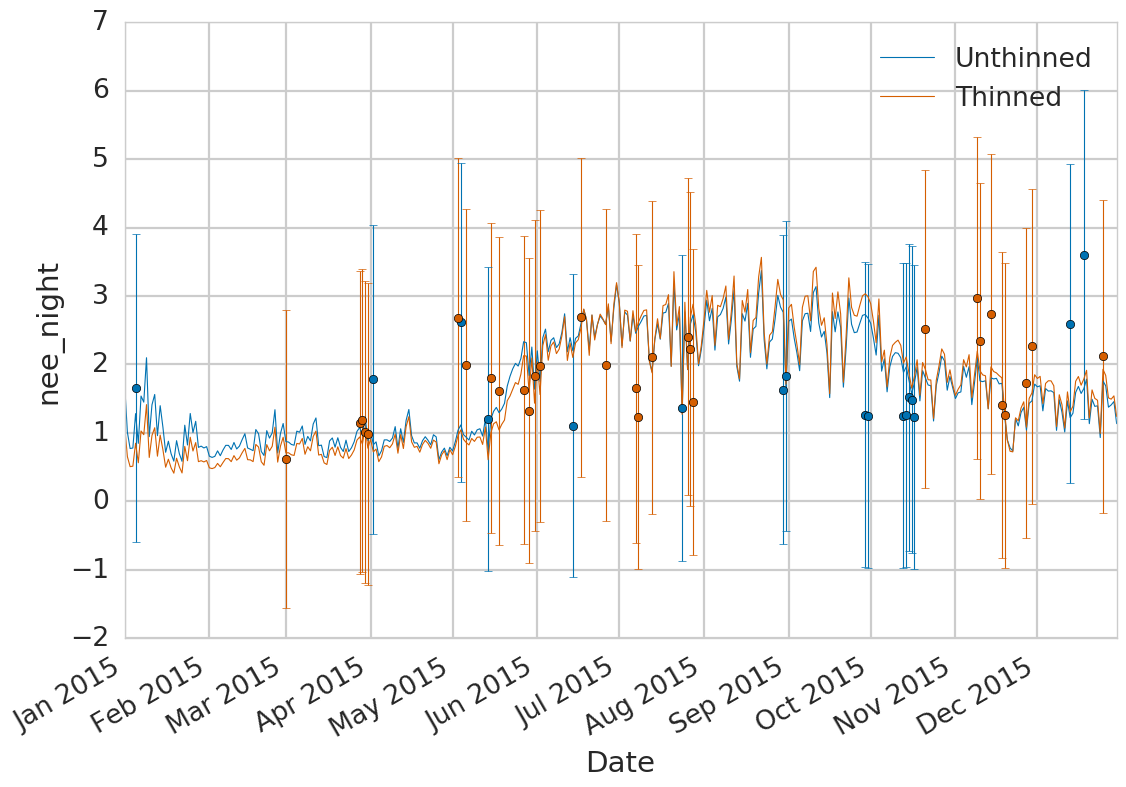 7
6
5
4
3
2
1
0
−1
−2
nee_night
Unthinned
Thinned
Jan 2015
Feb 2015
Mar 2015
Apr 2015
May 2015
Jun 2015
Jul 2015
Aug 2015
Sep 2015
Oct 2015
Nov 2015
Dec 2015
Date